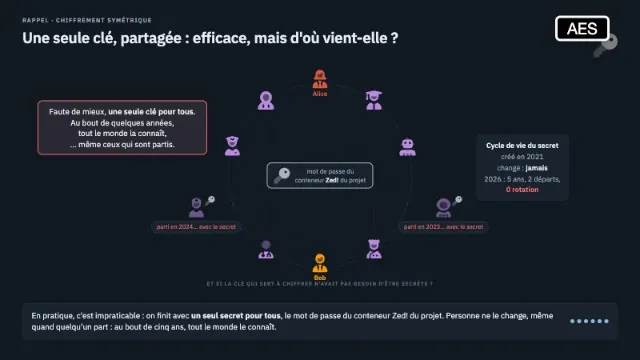 RAPPEL · CHIFFREMENT SYMÉTRIQUE
Une seule clé, partagée : efficace, mais d'où vient-elle ?
AES
Alice
Faute de mieux, une seule clé pour tous.
Au bout de quelques années,
tout le monde la connaît,
... même ceux qui sont partis.
mot de passe du
conteneur Zed! du projet
Cycle de vie du secret
créé en 2021
changé : jamais
2026 : 5 ans, 2 départs,
0 rotation
parti en 2024... avec le secret
parti en 2023... avec le secret
Bob
ET SI LA CLÉ QUI SERT À CHIFFRER N'AVAIT PAS BESOIN D'ÊTRE SECRÈTE ?
En pratique, c'est impraticable : on finit avec un seul secret pour tous, le mot de passe du conteneur Zed! du projet. Personne ne le change, même
quand quelqu'un part : au bout de cinq ans, tout le monde le connaît.